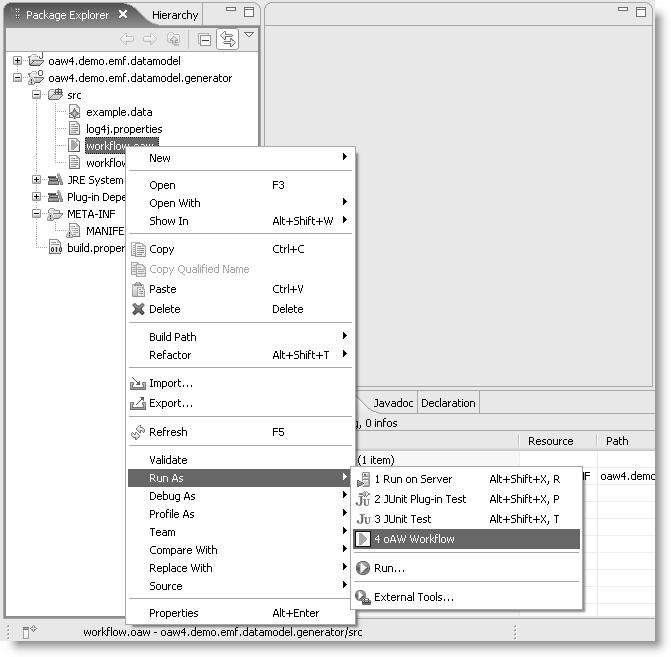 Package Explorer
Hierarchy
oaw4.demo.emf.datamodel
oaw4.demo.emf.datamodel.generator
src
example.data
log4j.properties
workflow.oaw
workflow
JRE System
Plug-in Depe
META-INF
MANIFE
build.proper
New
Open F3
Open With
Show In Alt+Shift+W
Copy Ctrl+C
Copy Qualified Name
Paste Ctrl+V
Delete Delete
Build Path
Refactor Alt+Shift+T
Import...
Export...
Refresh F5
Validate
Run As
Debug As
Profile As
Team
Compare With
Replace With
Source
Properties Alt+Enter
Javadoc Declaration
g, 0 infos
Resource Path
(1 item)
F oaw4.demo
1 Run on Server Alt+Shift+X, R
2 JUnit Plug-in Test Alt+Shift+X, P
3 JUnit Test Alt+Shift+X, T
4 oAW Workflow
Run...
External Tools...
workflow.oaw - oaw4.demo.emf.datamodel.generator/src